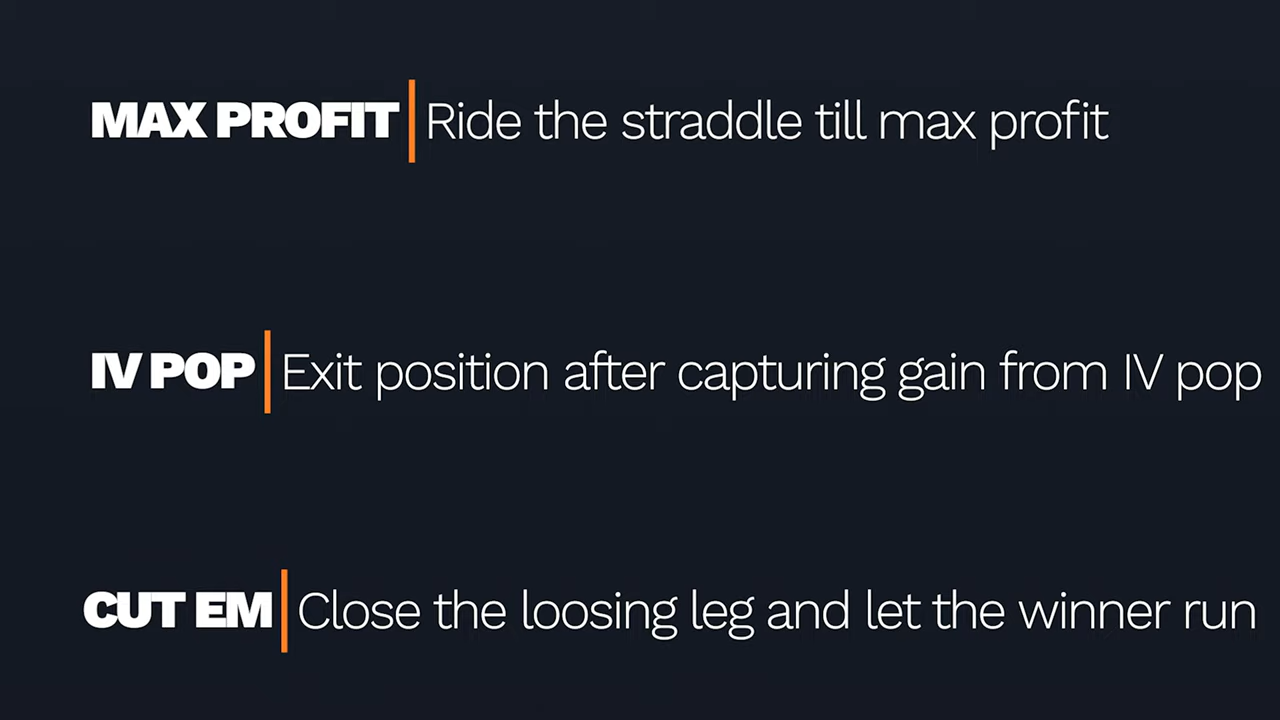 MAX PROFIT Ride the straddle till max profit
IV POP Exit position after capturing gain from IV pop
CUT EM Close the loosing leg and let the winner run